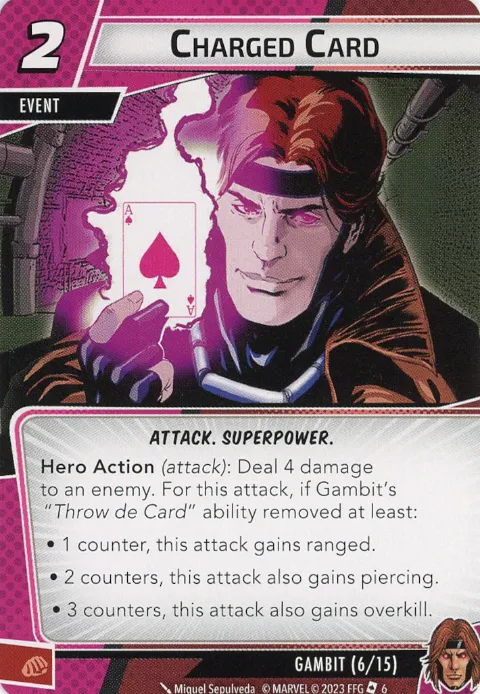 2
CHARGED CARD
EVENT
A
A
ATTACK. SUPERPOWER.
Hero Action (attack): Deal 4 damage
to an enemy. For this attack, if Gambit's
"Throw de Card" ability removed at least:
• 1 counter, this attack gains ranged.
• 2 counters, this attack also gains piercing.
• 3 counters, this attack also gains overkill.
GAMBIT (6/15)
Miquel Sepulveda © MARVEL © 2023 FFG 6